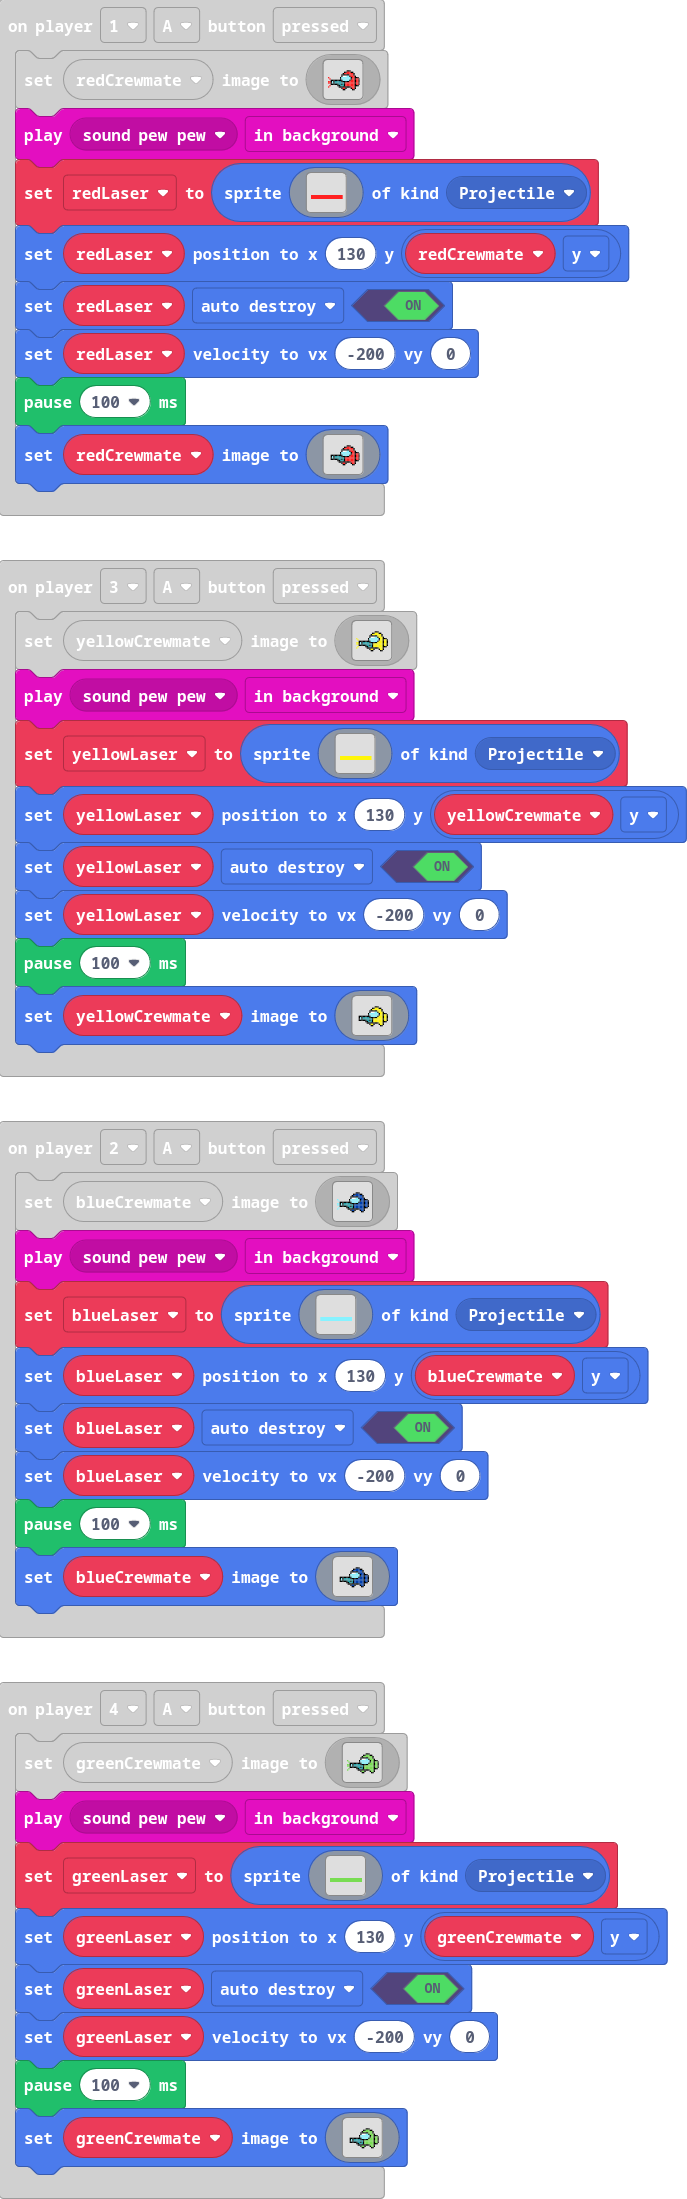 on player 1 A button pressed
set redCrewmate image to
play sound pew pew in background
set redLaser to sprite of kind Projectile
set redLaser position to x 130 y redCrewmate y
set redLaser auto destroy ON
set redLaser velocity to vx -200 vy 0
pause 100 ms
set redCrewmate image to
on player 3 A button pressed
set yellowCrewmate image to
play sound pew pew in background
set yellowLaser to sprite of kind Projectile
set yellowLaser position to x 130 y yellowCrewmate y
set yellowLaser auto destroy ON
set yellowLaser velocity to vx -200 vy 0
pause 100 ms
set yellowCrewmate image to
on player 2 A button pressed
set blueCrewmate image to
play sound pew pew in background
set blueLaser to sprite of kind Projectile
set blueLaser position to x 130 y blueCrewmate y
set blueLaser auto destroy ON
set blueLaser velocity to vx -200 vy 0
pause 100 ms
set blueCrewmate image to
on player 4 A button pressed
set greenCrewmate image to
play sound pew pew in background
set greenLaser to sprite of kind Projectile
set greenLaser position to x 130 y greenCrewmate y
set greenLaser auto destroy ON
set greenLaser velocity to vx -200 vy 0
pause 100 ms
set greenCrewmate image to